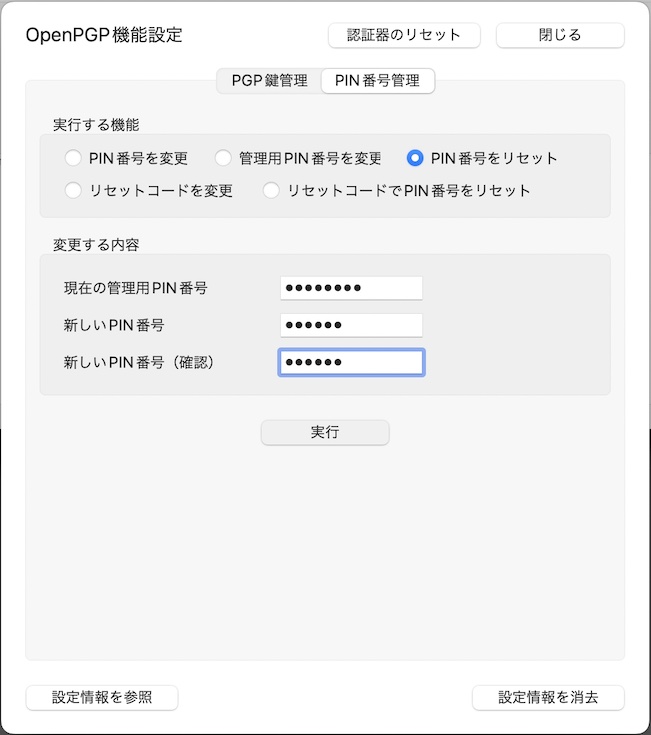 OpenPGP機能設定 認証器のリセット 閉じる
PGP鍵管理 PIN番号管理
実行する機能
PIN番号を変更 管理用PIN番号を変更 PIN番号をリセット
リセットコードを変更 リセットコードでPIN番号をリセット
変更する内容
現在の管理用PIN番号 ●●●●●●●●
新しいPIN番号 ●●●●●●
新しいPIN番号（確認） ●●●●●●
実行
設定情報を参照 設定情報を消去